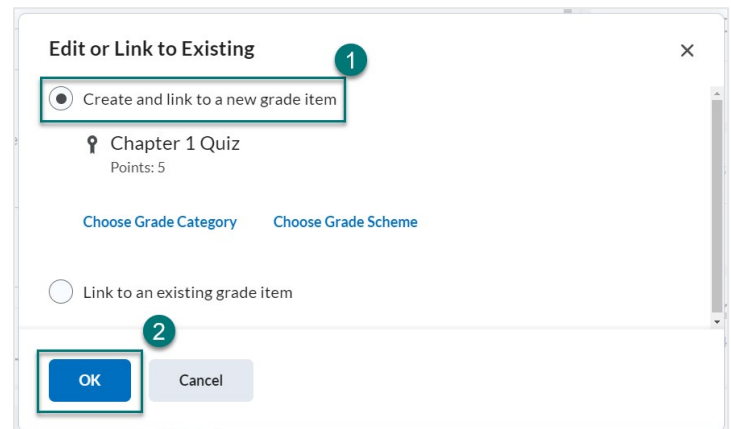 Edit or Link to Existing
1
Create and link to a new grade item
Chapter 1 Quiz
Points: 5
Choose Grade Category Choose Grade Scheme
Link to an existing grade item
2
OK Cancel